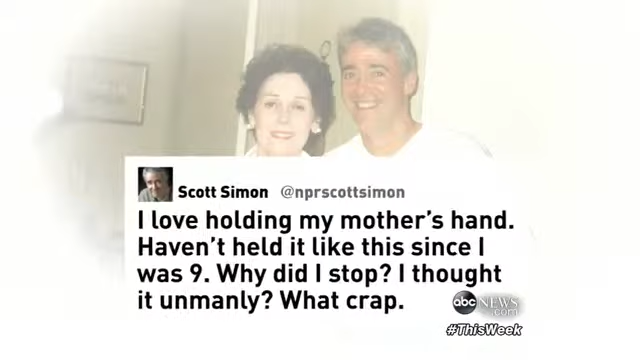 Scott Simon @nprscottsimon
I love holding my mother's hand.
Haven't held it like this since I
was 9. Why did I stop? I thought
it unmanly? What crap.
abc NEWS
.com
#ThisWeek